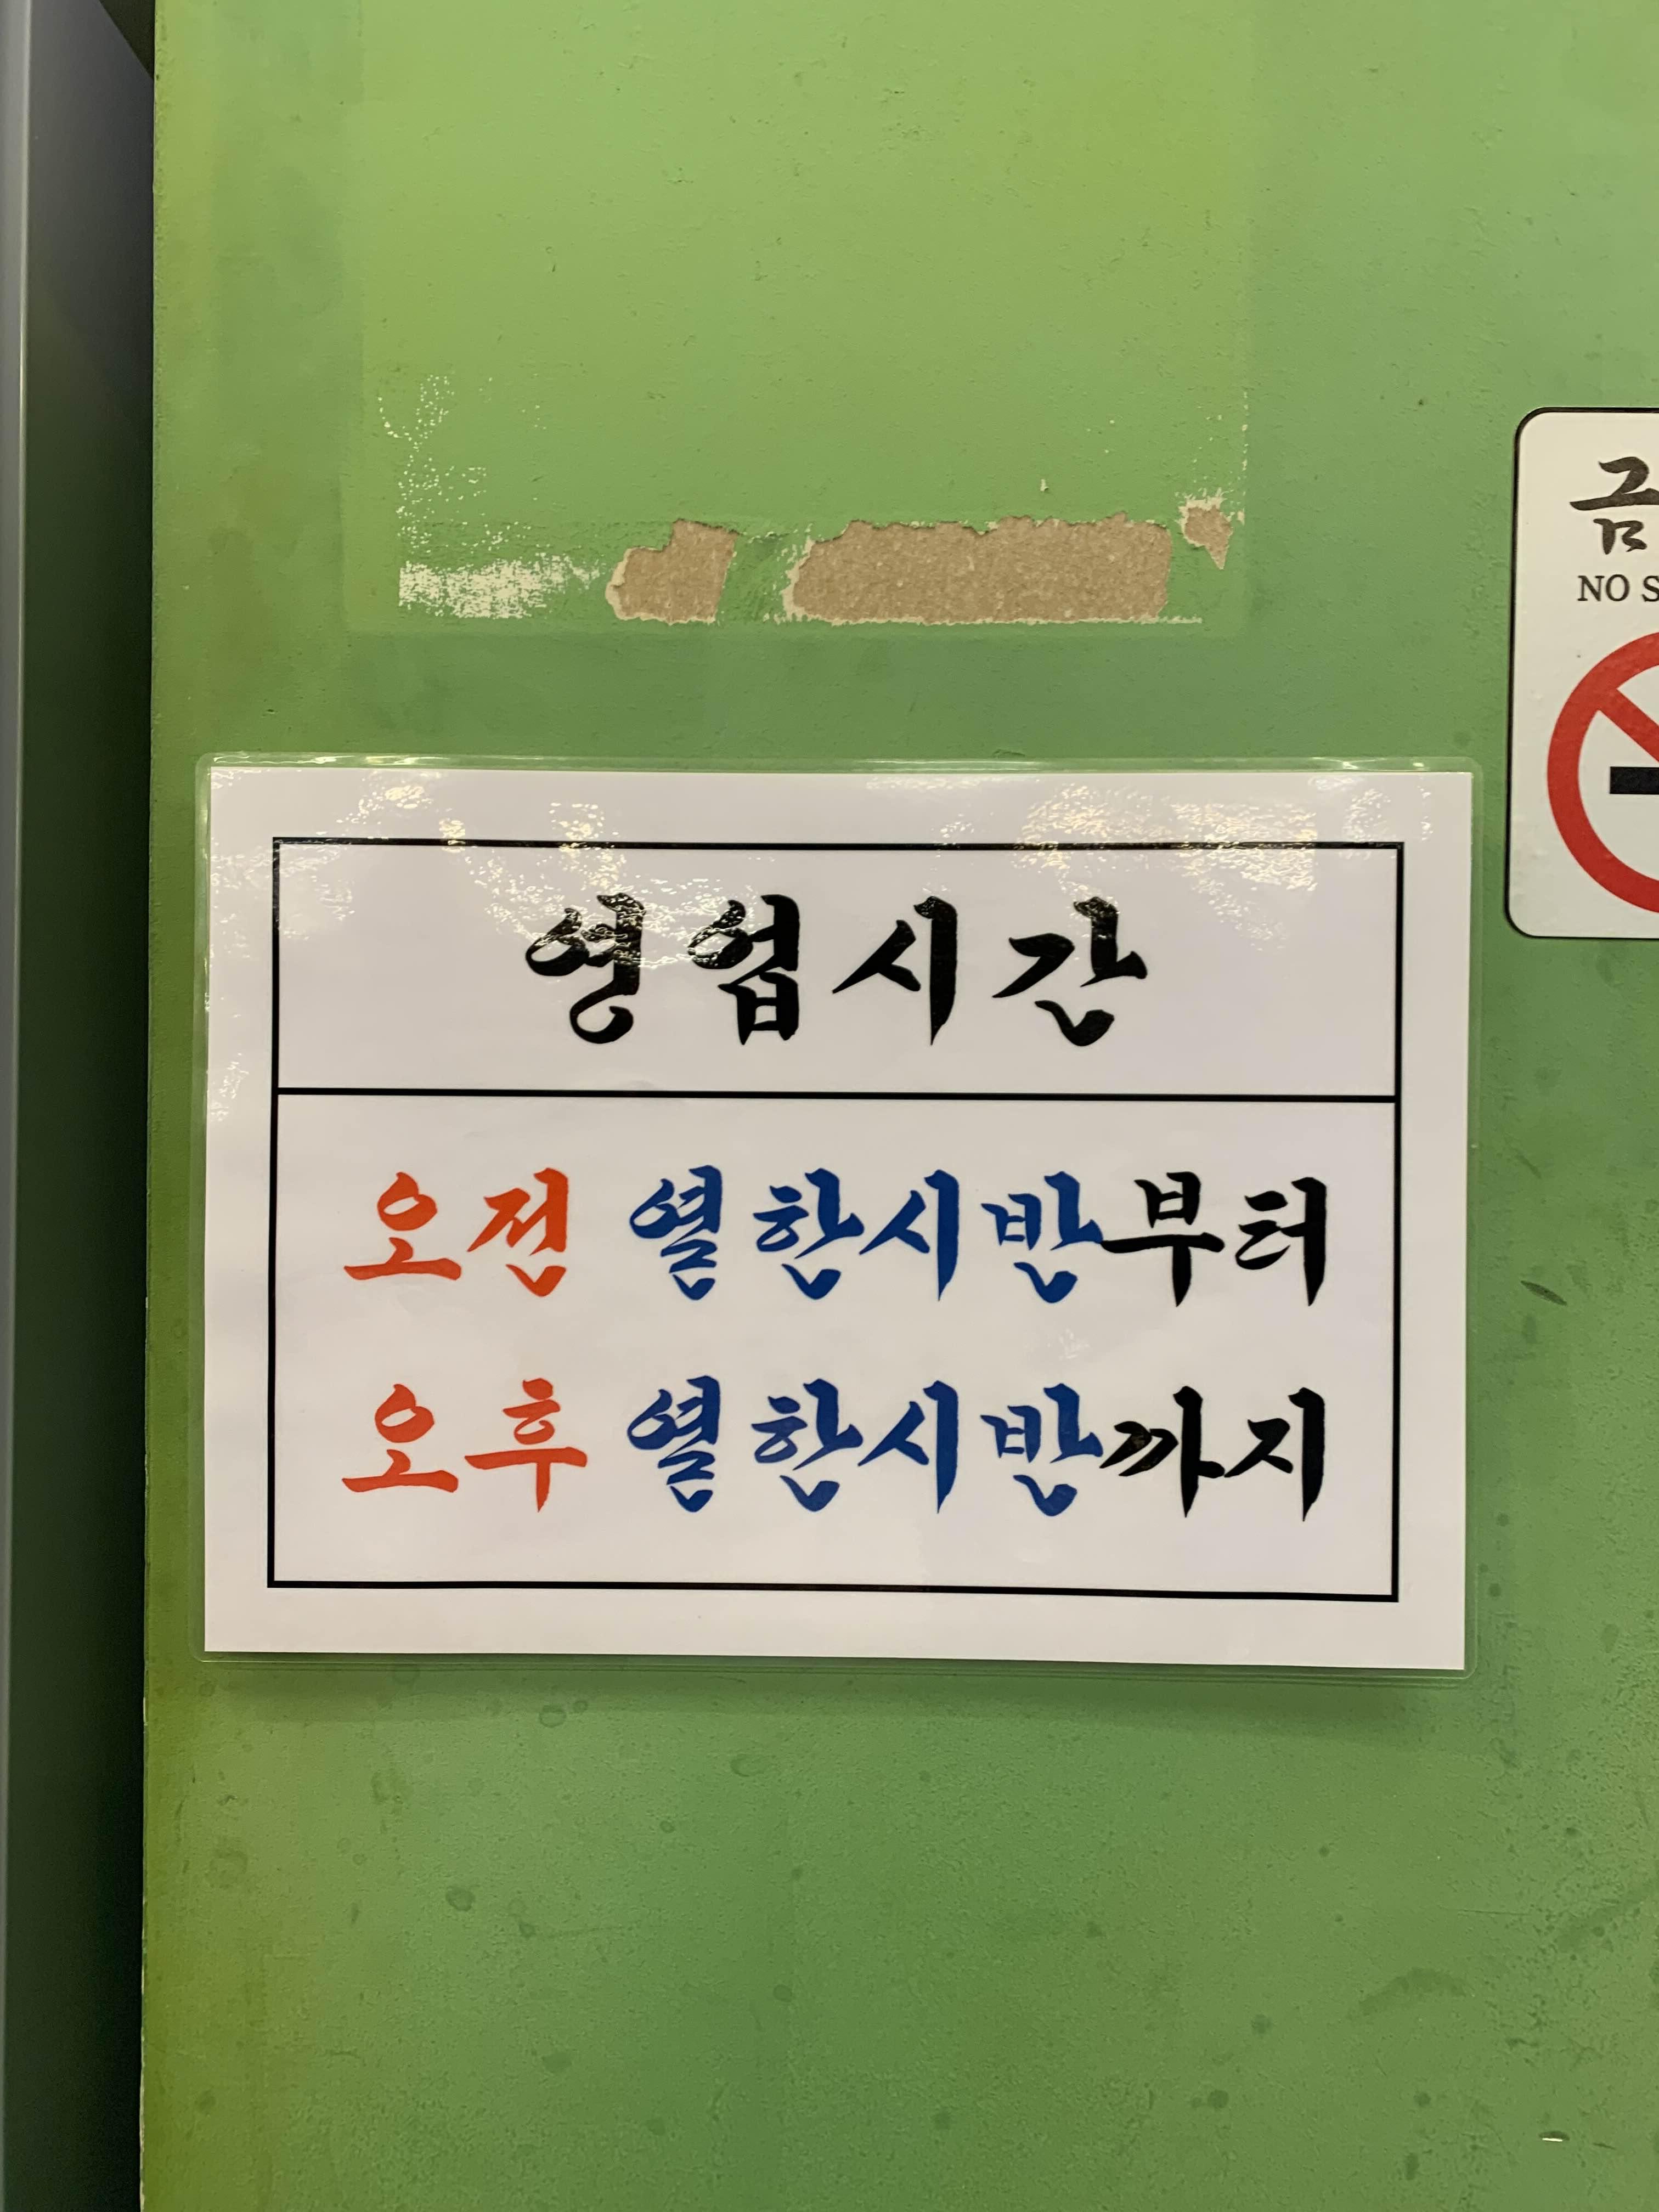 영업시간
오전 열한시 반부터
오후 열한시 반까지
금
NO S